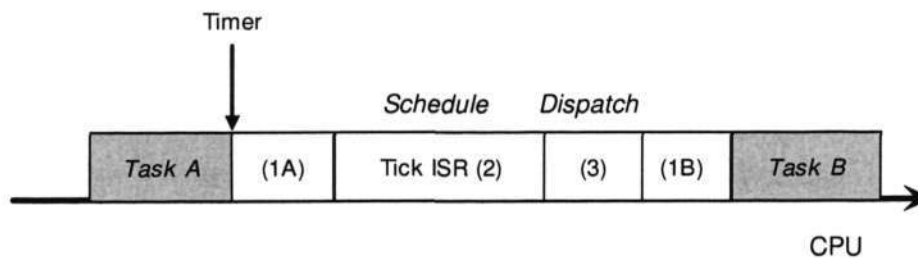 Timer
Schedule Dispatch
Task A (1A) Tick ISR (2) (3) (1B) Task B
CPU